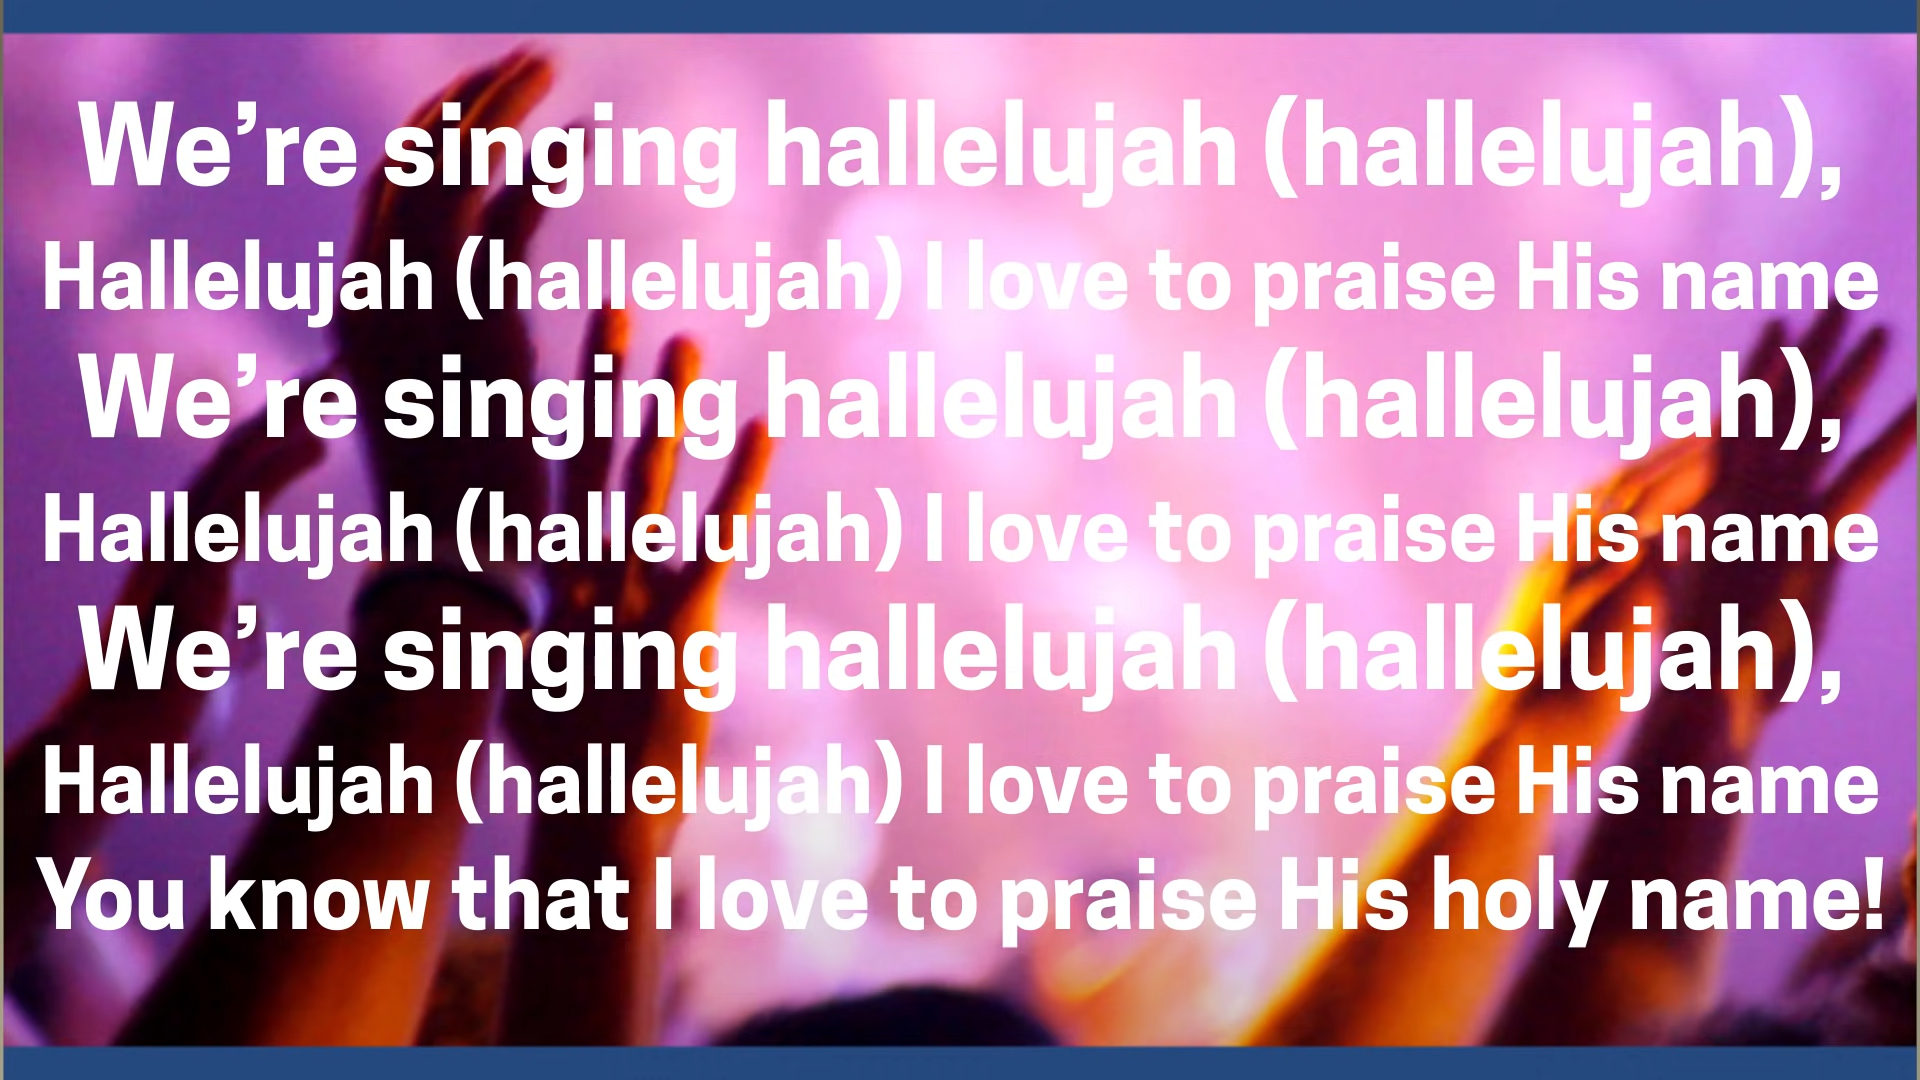 We’re singing hallelujah (hallelujah),
Hallelujah (hallelujah) I love to praise His name
We’re singing hallelujah (hallelujah),
Hallelujah (hallelujah) I love to praise His name
We’re singing hallelujah (hallelujah),
Hallelujah (hallelujah) I love to praise His name
You know that I love to praise His holy name!